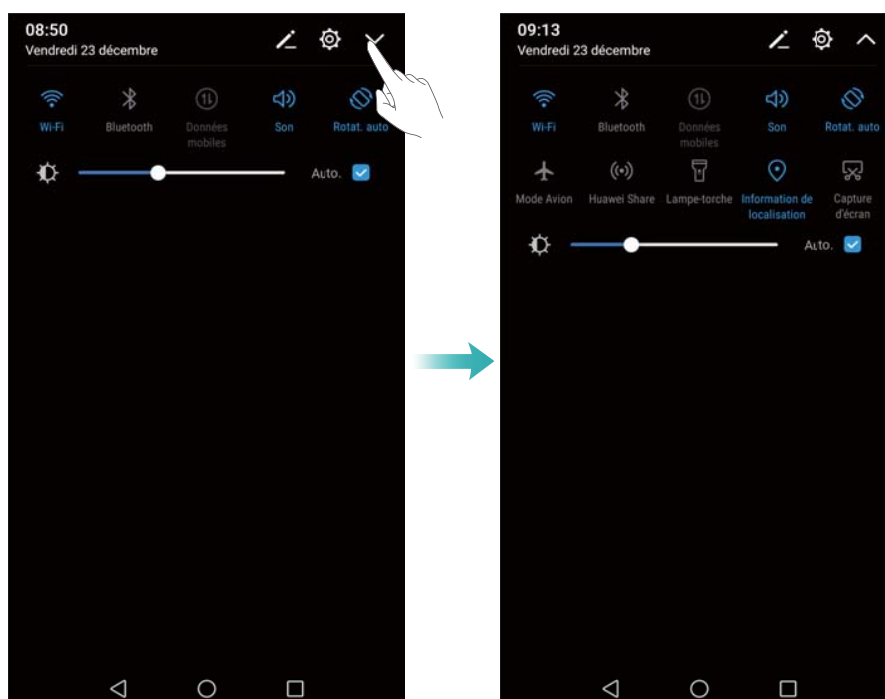 08:50
Vendredi 23 décembre
Wi-Fi
Bluetooth
Données
mobiles
Son
Rotat. auto
Auto.
09:13
Vendredi 23 décembre
Wi-Fi
Bluetooth
Données
mobiles
Son
Rotat. auto
Mode Avion
Huawei Share
Lampe-torche
Information de
localisation
Capture
d'écran
Auto.